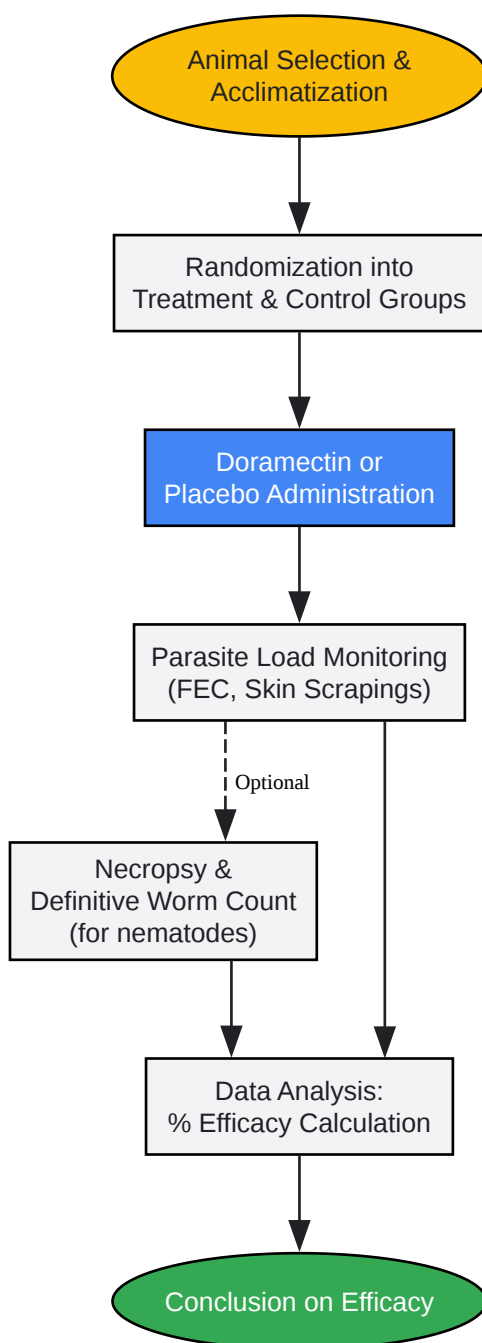 Animal Selection &
Acclimatization
Randomization into
Treatment & Control Groups
Doramectin or
Placebo Administration
Parasite Load Monitoring
(FEC, Skin Scrapings)
Optional
Necropsy &
Definitive Worm Count
(for nematodes)
Data Analysis:
% Efficacy Calculation
Conclusion on Efficacy